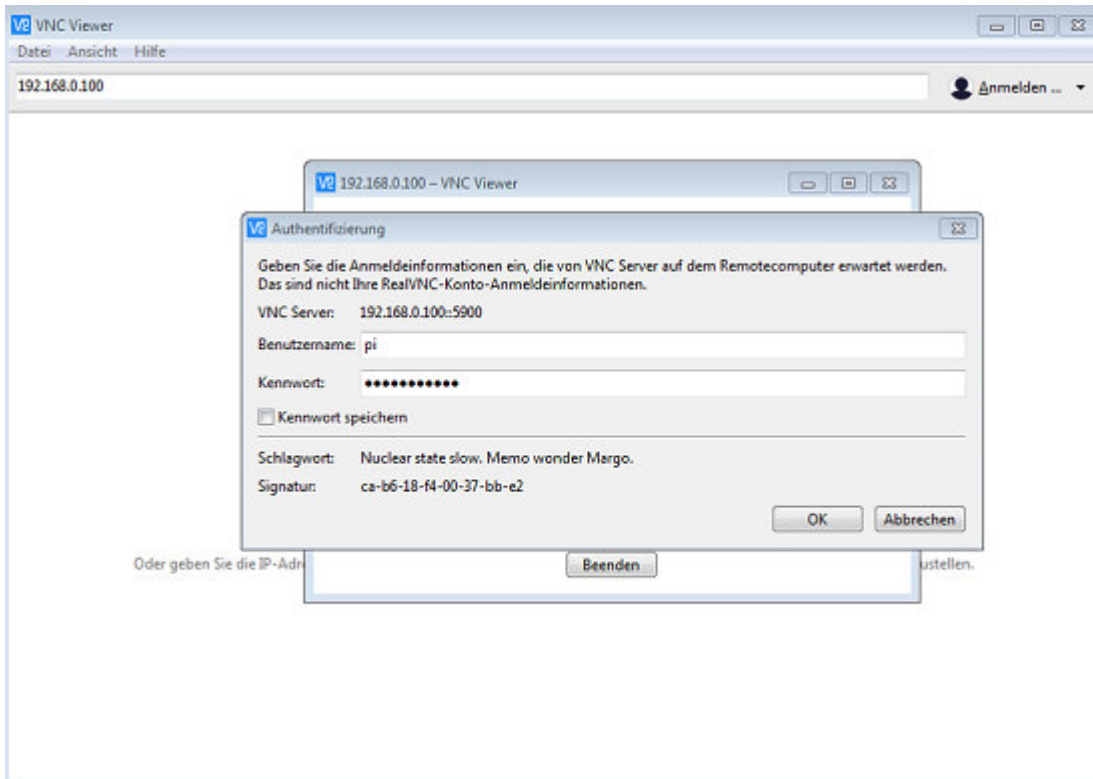 VNC Viewer
Datei Ansicht Hilfe
192.168.0.100
Anmelden ...
192.168.0.100 – VNC Viewer
Authentifizierung
Geben Sie die Anmeldeinformationen ein, die von VNC Server auf dem Remotecomputer erwartet werden.
Das sind nicht Ihre RealVNC-Konto-Anmeldeinformationen.
VNC Server: 192.168.0.100::5900
Benutzername: pi
Kennwort: •••••••••••
Kennwort speichern
Schlagwort: Nuclear state slow. Memo wonder Margo.
Signatur: ca-b6-18-f4-00-37-bb-e2
OK Abbrechen
Oder geben Sie die IP-Adr
Beenden
ustellen.